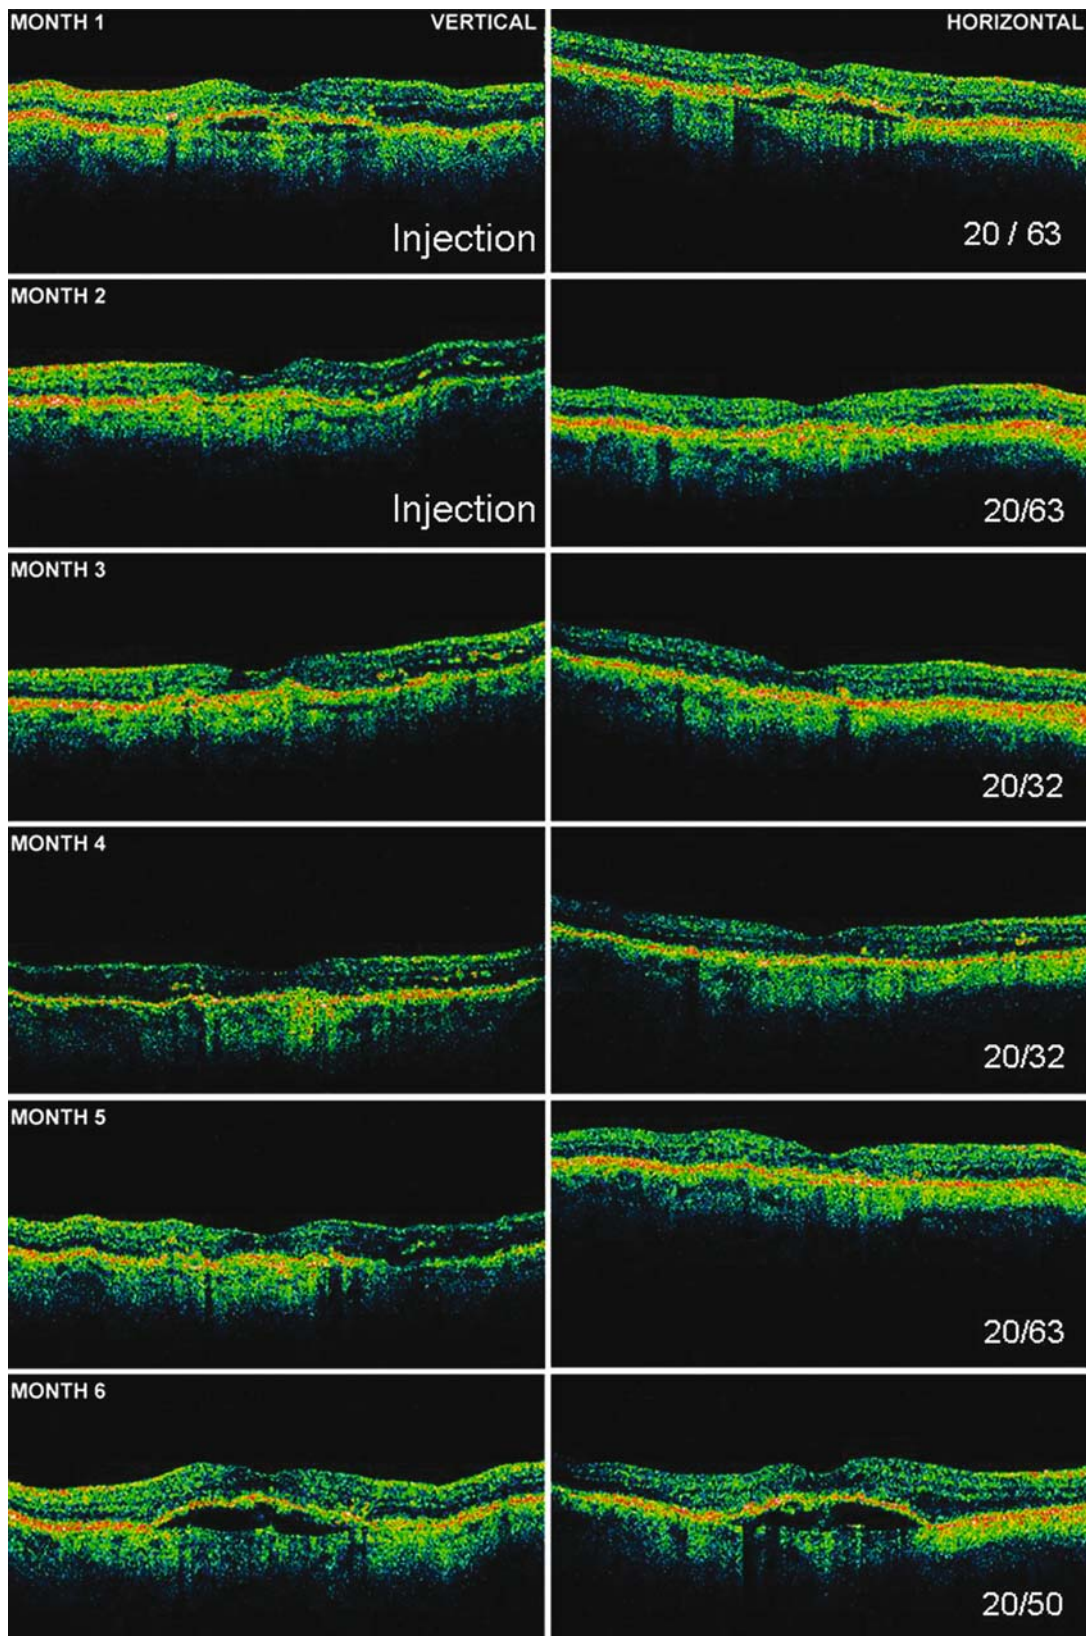 MONTH 1
VERTICAL
HORIZONTAL
Injection
20 / 63
MONTH 2
Injection
20/63
MONTH 3
20/32
MONTH 4
20/32
MONTH 5
20/63
MONTH 6
20/50